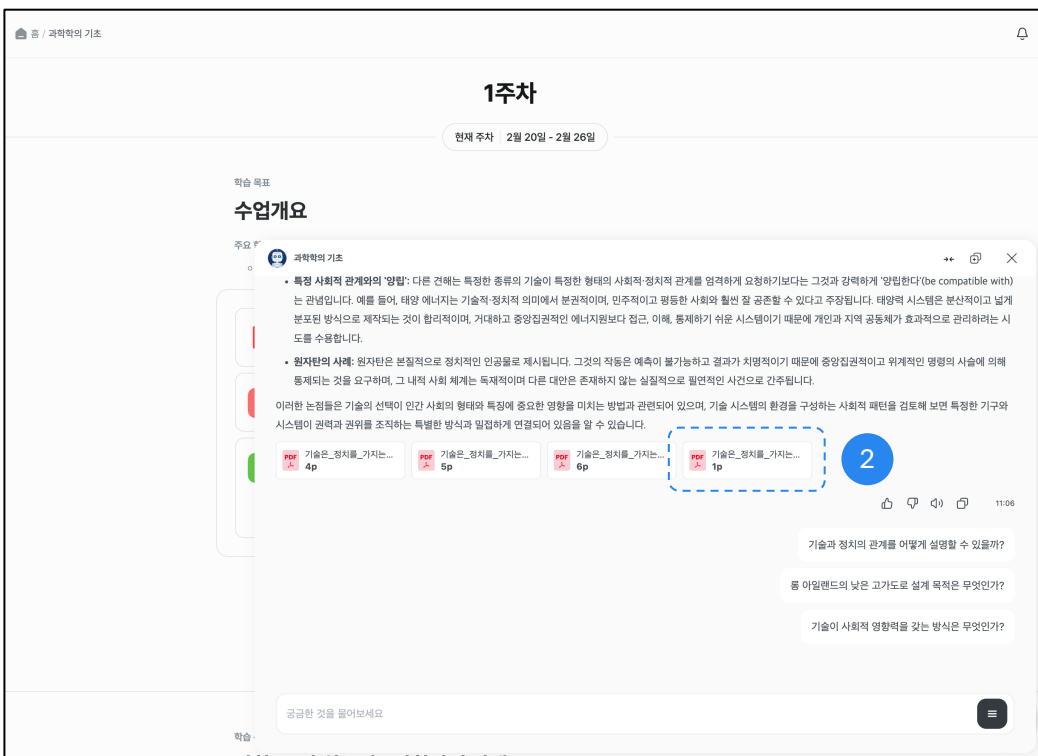 홈 / 과학학의 기초
1주차
현재 주차 2월 20일 - 2월 26일
학습 목표
수업개요
주요
과학학의 기초
• 특정 사회적 관계와의 '양립': 다른 견해는 특정한 종류의 기술이 특정한 형태의 사회적·정치적 관계를 엄격하게 요청하기보다는 그것과 강력하게 '양립한다'(be compatible with)
는 관념입니다. 예를 들어, 태양 에너지는 기술적·정치적 의미에서 분권적이며, 민주적이고 평등한 사회와 훨씬 잘 공존할 수 있다고 주장됩니다. 태양력 시스템은 분산적이고 넓게
분포된 방식으로 제작되는 것이 합리적이며, 거대하고 중앙집권적인 에너지원보다 접근, 이해, 통제하기 쉬운 시스템이기 때문에 개인과 지역 공동체가 효과적으로 관리하려는 시
도를 수용합니다.
• 원자탄의 사례: 원자탄은 본질적으로 정치적인 인공물로 제시됩니다. 그것의 작동은 예측이 불가능하고 결과가 치명적이기 때문에 중앙집권적이고 위계적인 명령의 사슬에 의해
통제되는 것을 요구하며, 그 내적 사회 체계는 독재적이며 다른 대안은 존재하지 않는 실질적으로 필연적인 사건으로 간주됩니다.
이러한 논점들은 기술의 선택이 인간 사회의 형태와 특징에 중요한 영향을 미치는 방법과 관련되어 있으며, 기술 시스템의 환경을 구성하는 사회적 패턴을 검토해 보면 특정한 기구와
시스템이 권력과 권위를 조직하는 특별한 방식과 밀접하게 연결되어 있음을 알 수 있습니다.
PDF 기술은_정치를_가지는... PDF 기술은_정치를_가지는... PDF 기술은_정치를_가지는... PDF 기술은_정치를_가지는... 2
4p 5p 6p 1p
11:06
기술과 정치의 관계를 어떻게 설명할 수 있을까?
롱 아일랜드의 낮은 고가도로 설계 목적은 무엇인가?
기술이 사회적 영향력을 갖는 방식은 무엇인가?
궁금한 것을 물어보세요
학습